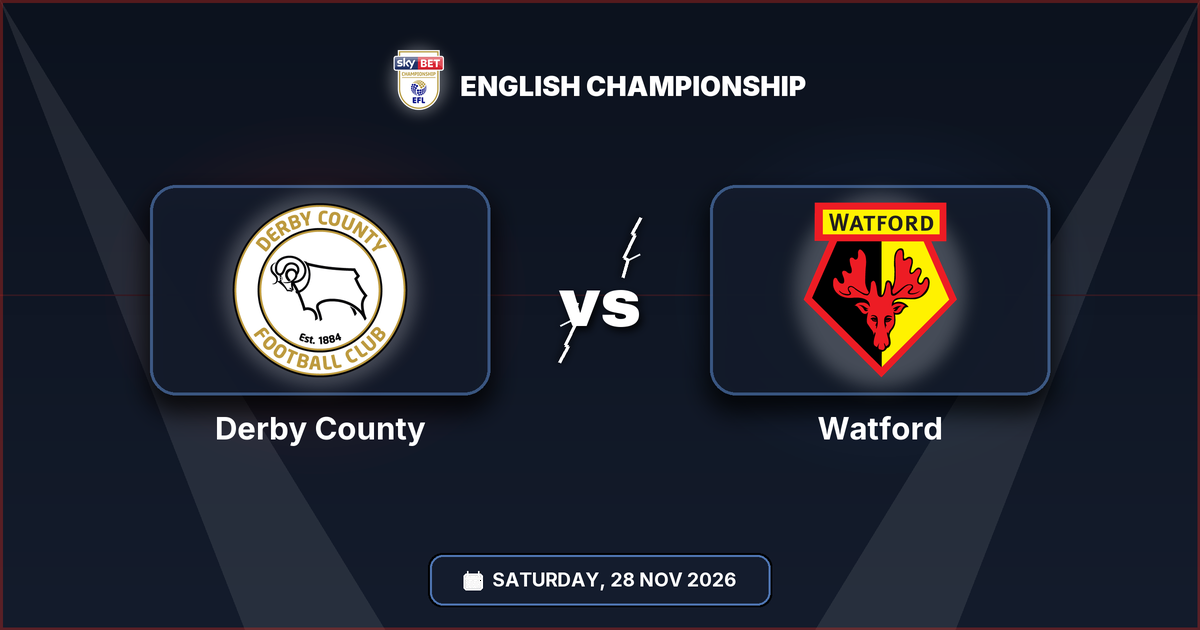 sky BET
CHAMPIONSHIP
EFL
ENGLISH CHAMPIONSHIP
DERBY COUNTY
Est. 1884
FOOTBALL CLUB
vs
WATFORD
Derby County
Watford
SATURDAY, 28 NOV 2026